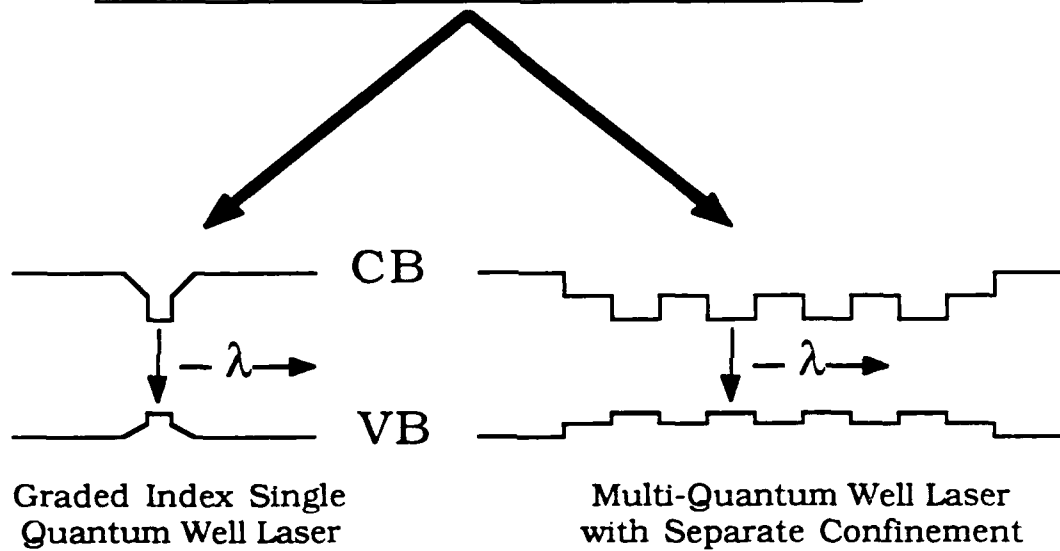 CB
– λ
– λ
VB
Graded Index Single
Quantum Well Laser
Multi-Quantum Well Laser
with Separate Confinement